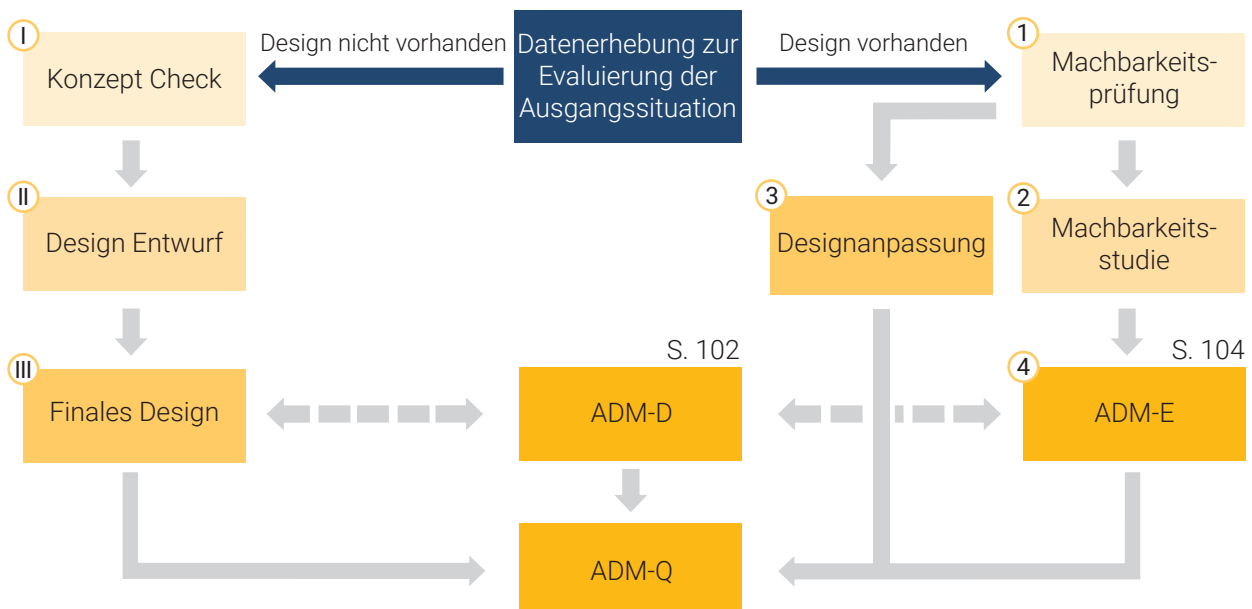 I
Konzept Check
Design nicht vorhanden
Datenerhebung zur
Evaluierung der
Ausgangssituation
Design vorhanden
1
Machbarkeits-
prüfung
II
Design Entwurf
3
Designanpassung
2
Machbarkeits-
studie
III
Finales Design
S. 102
ADM-D
S. 104
4
ADM-E
ADM-Q